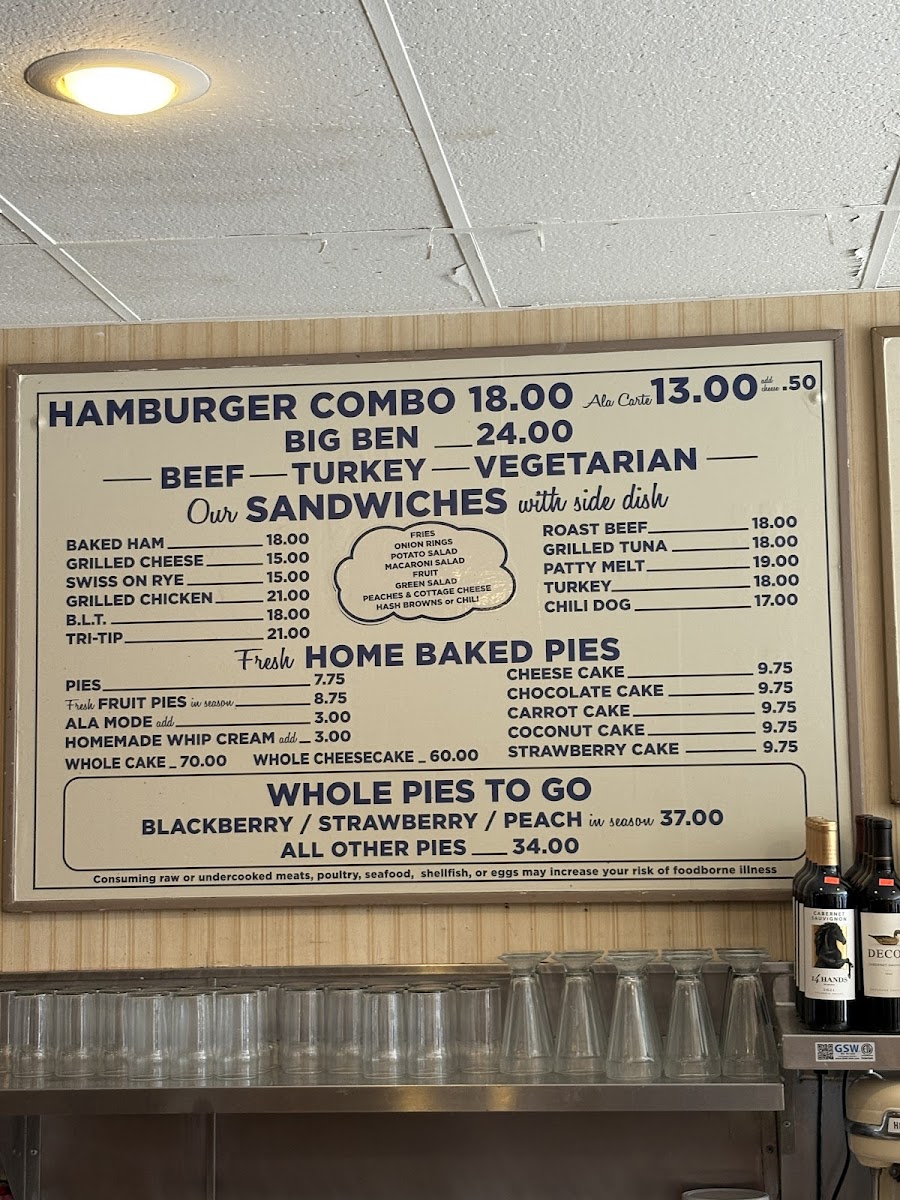 HAMBURGER COMBO 18.00 Ala Carte 13.00 add cheese .50
BIG BEN 24.00
BEEF — TURKEY — VEGETARIAN
Our SANDWICHES with side dish
BAKED HAM 18.00
GRILLED CHEESE 15.00
SWISS ON RYE 15.00
GRILLED CHICKEN 21.00
B.L.T. 18.00
TRI-TIP 21.00
FRIES
ONION RINGS
POTATO SALAD
MACARONI SALAD
FRUIT
GREEN SALAD
PEACHES & COTTAGE CHEESE
HASH BROWNS or CHILI
ROAST BEEF 18.00
GRILLED TUNA 18.00
PATTY MELT 19.00
TURKEY 18.00
CHILI DOG 17.00
Fresh HOME BAKED PIES
PIES 7.75
Fresh FRUIT PIES in season 8.75
ALA MODE add 3.00
HOMEMADE WHIP CREAM add 3.00
WHOLE CAKE 70.00 WHOLE CHEESECAKE 60.00
CHEESE CAKE 9.75
CHOCOLATE CAKE 9.75
CARROT CAKE 9.75
COCONUT CAKE 9.75
STRAWBERRY CAKE 9.75
WHOLE PIES TO GO
BLACKBERRY / STRAWBERRY / PEACH in season 37.00
ALL OTHER PIES 34.00
Consuming raw or undercooked meats, poultry, seafood, shellfish, or eggs may increase your risk of foodborne illness
CABERNET
SAUVIGNON
14 HANDS
DECO
GSW